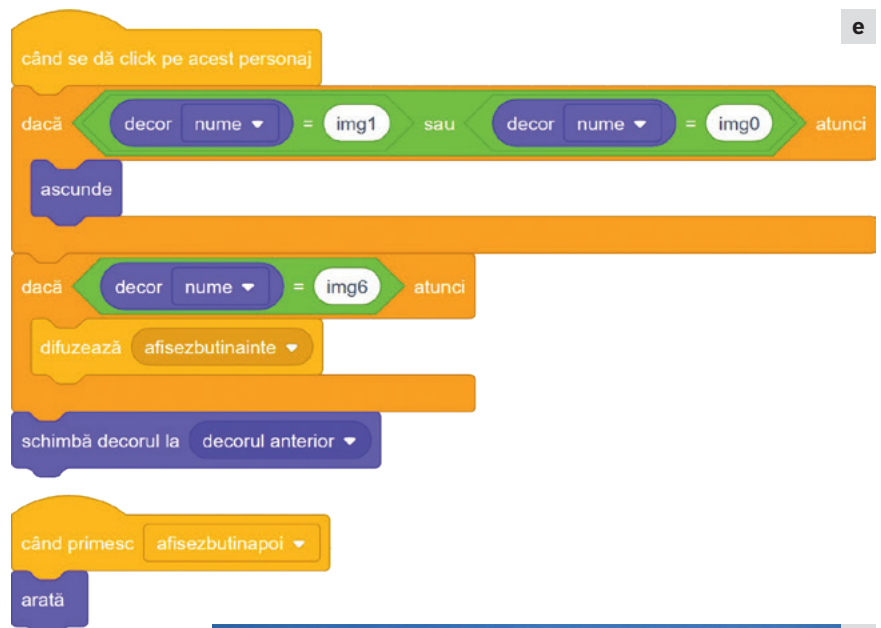 e
când se dă click pe acest personaj
dacă decor nume = img1 sau decor nume = img0 atunci
ascunde
dacă decor nume = img6 atunci
difuzează afisezbutinainte
schimbă decorul la decorul anterior
când primesc afisezbutinapoi
arată